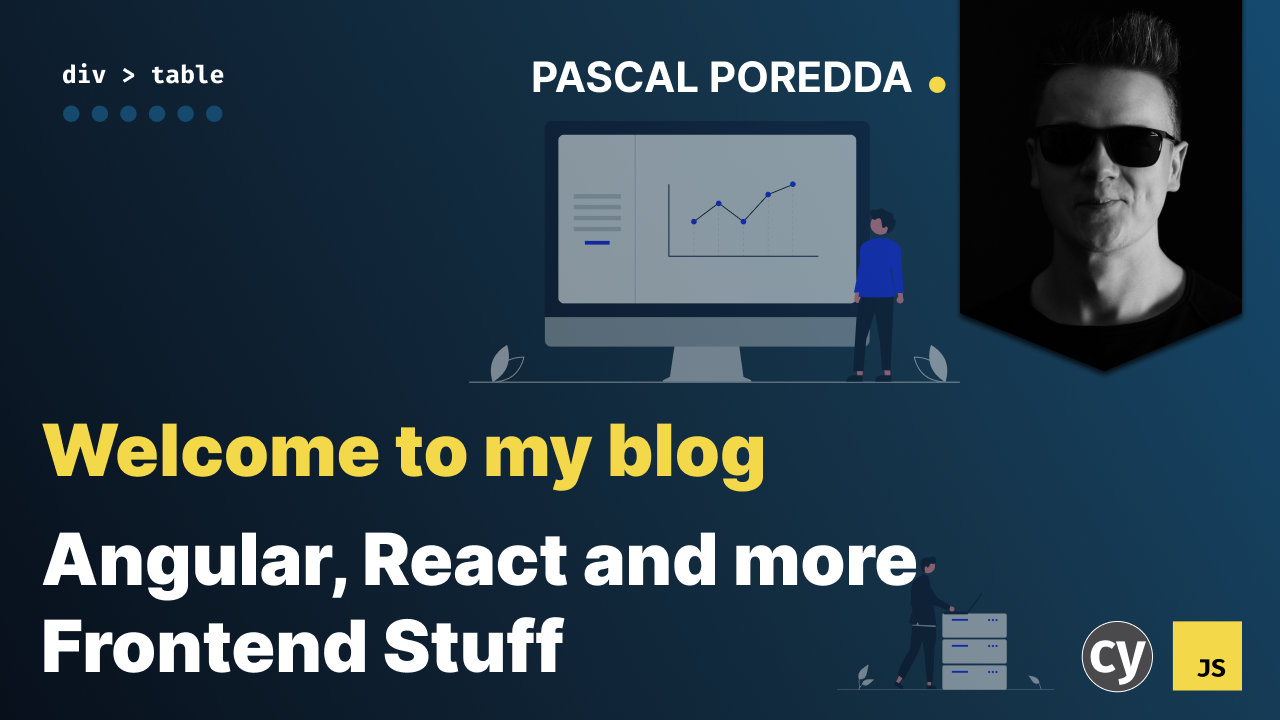 div > table
PASCAL POREDDA
Welcome to my blog
Angular, React and more
Frontend Stuff
cy
JS